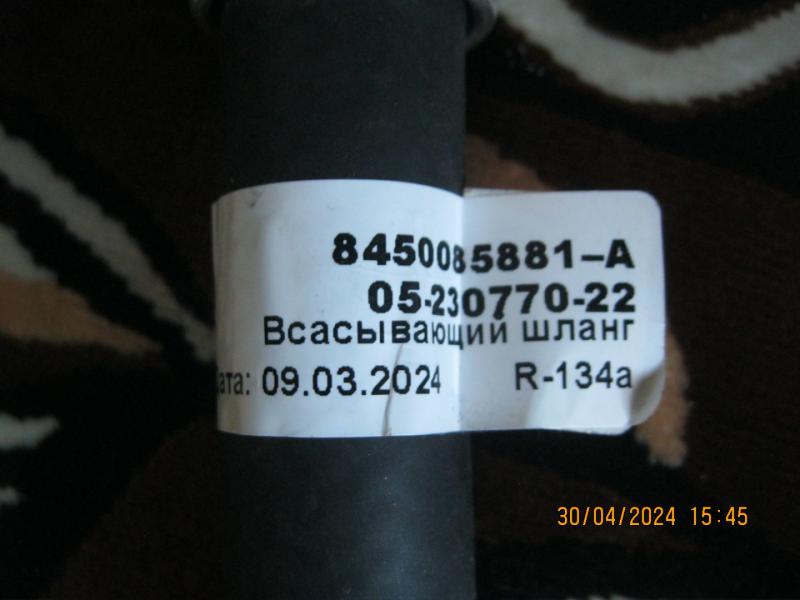 8450085881-A
05-230770-22
Всасывающий шланг
ата: 09.03.2024 R-134a
30/04/2024 15:45